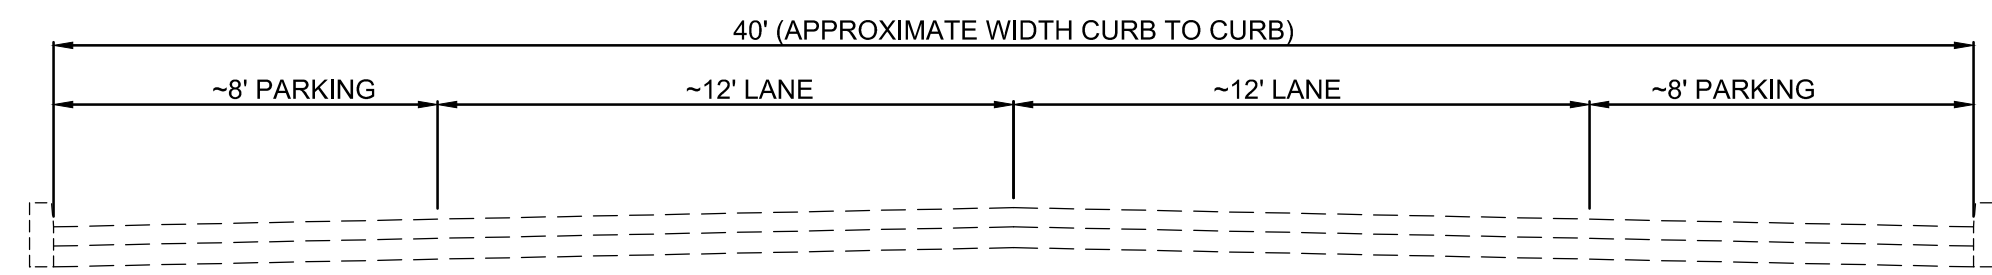 40' (APPROXIMATE WIDTH CURB TO CURB)
~8' PARKING ~12' LANE ~12' LANE ~8' PARKING